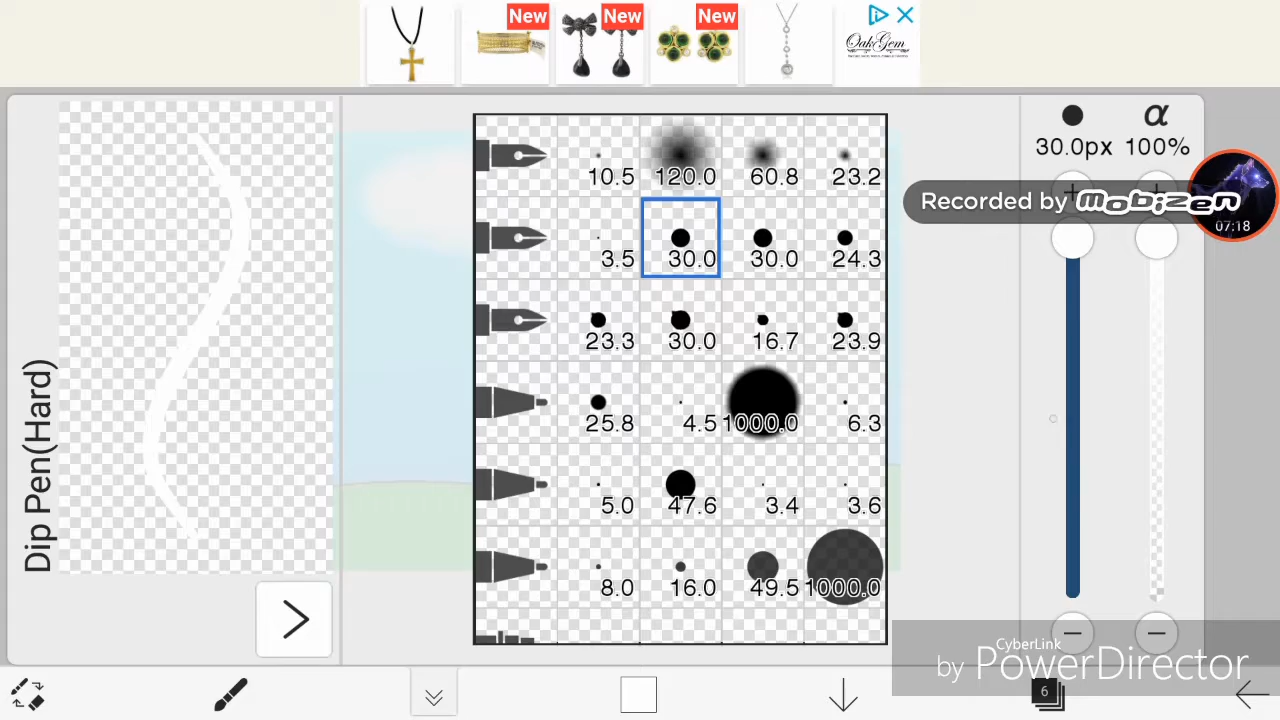 New
New
New
OakGem
30.0px
α
100%
Recorded by Mobizen
07:18
Dip Pen(Hard)
10.5 120.0 60.8 23.2
3.5 30.0 30.0 24.3
23.3 30.0 16.7 23.9
25.8 4.5 1000.0 6.3
5.0 47.6 3.4 3.6
8.0 16.0 49.5 1000.0
CyberLink
by PowerDirector
6